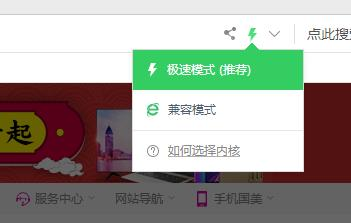 点此搜
极速模式 (推荐)
兼容模式
起
如何选择内核
服务中心
网站导航
手机国美